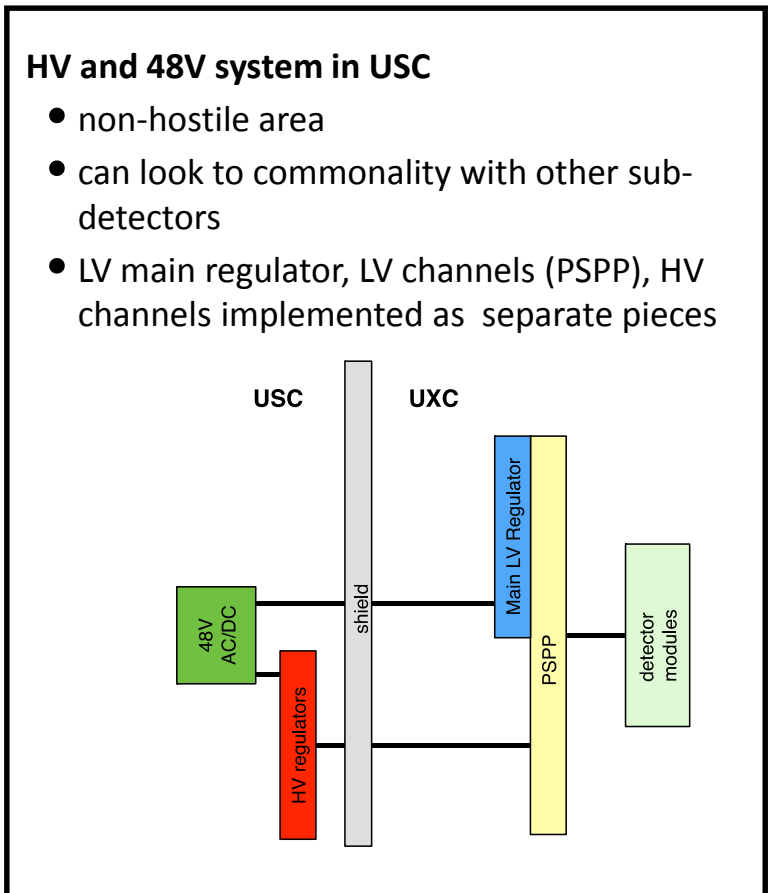 HV and 48V system in USC
• non-hostile area
• can look to commonality with other sub-
detectors
• LV main regulator, LV channels (PSPP), HV
channels implemented as separate pieces
USC
UXC
shield
48V
AC/DC
HV regulators
Main LV Regulator
PSPP
detector
modules